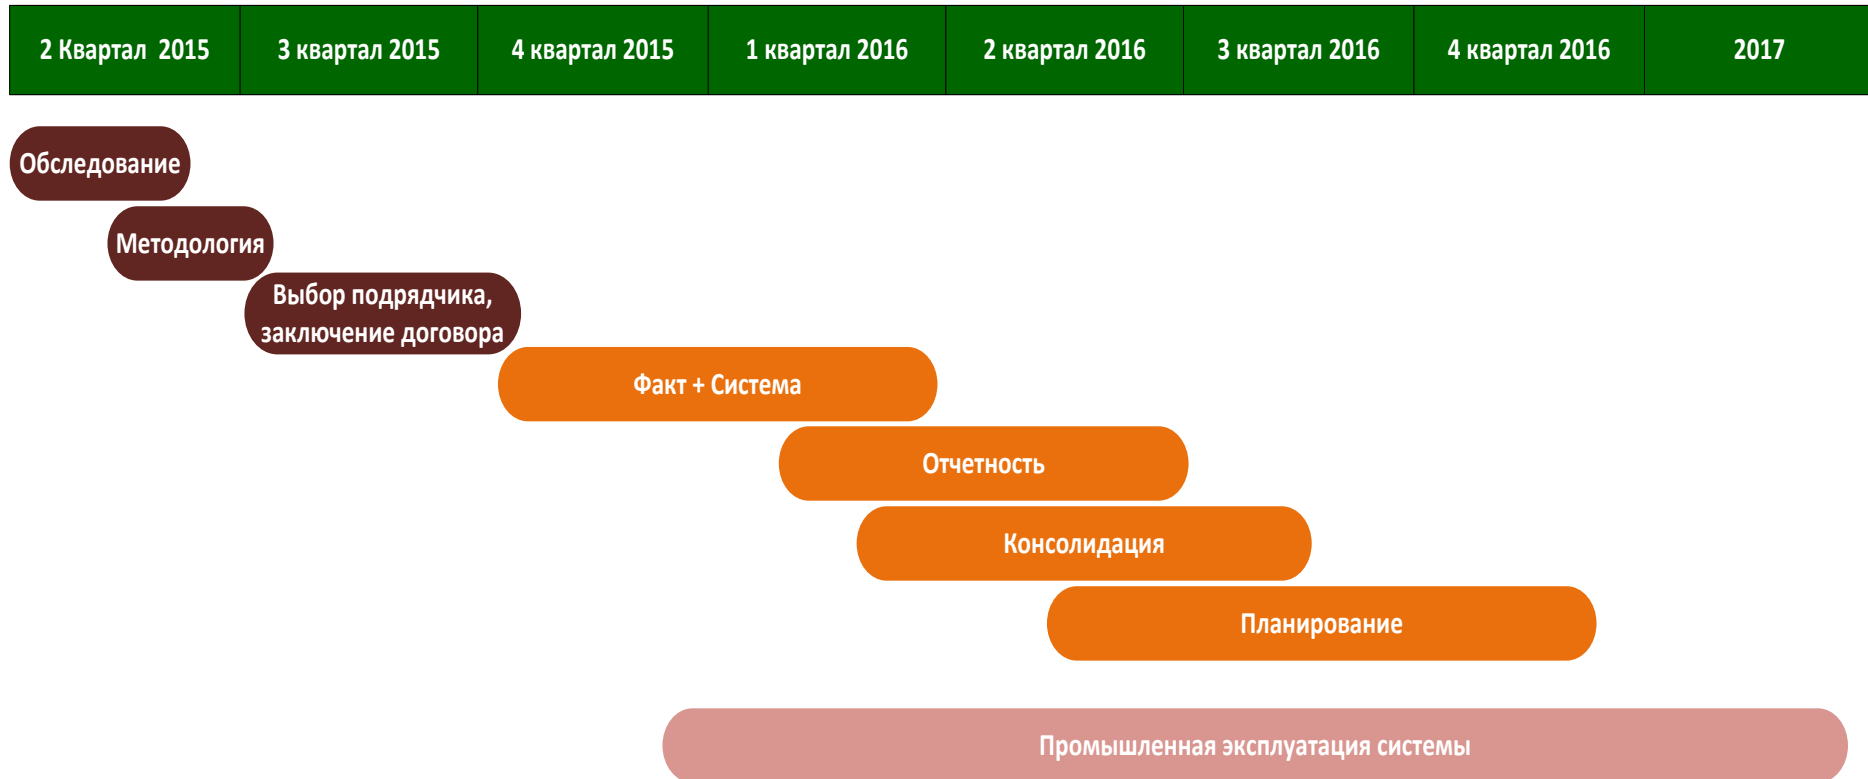 2 Квартал 2015
3 квартал 2015
4 квартал 2015
1 квартал 2016
2 квартал 2016
3 квартал 2016
4 квартал 2016
2017
Обследование
Методология
Выбор подрядчика,
заключение договора
Факт + Система
Отчетность
Консолидация
Планирование
Промышленная эксплуатация системы